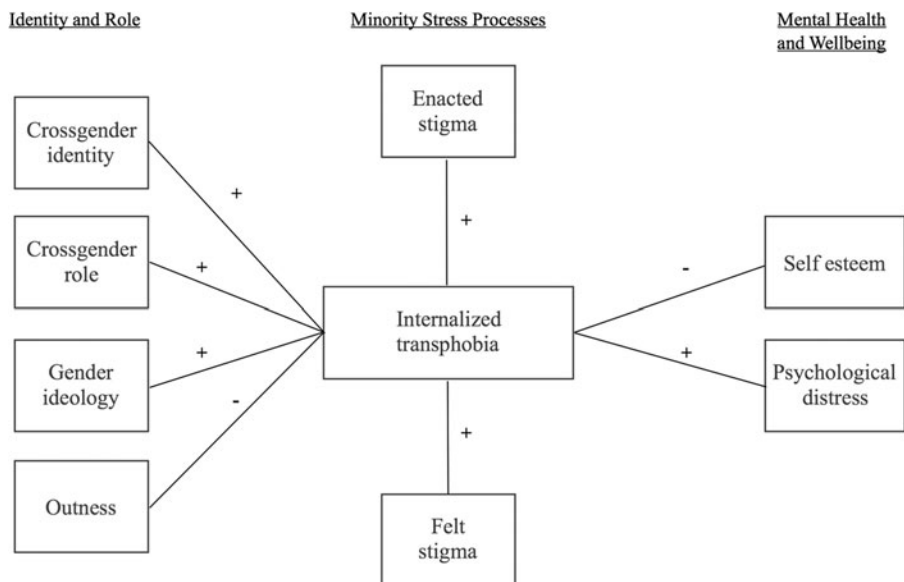 Identity and Role
Minority Stress Processes
Mental Health
and Wellbeing
Crossgender
identity
Crossgender
role
Gender
ideology
Outness
+
+
+
-
Enacted
stigma
+
Internalized
transphobia
+
Felt
stigma
-
+
Self esteem
Psychological
distress